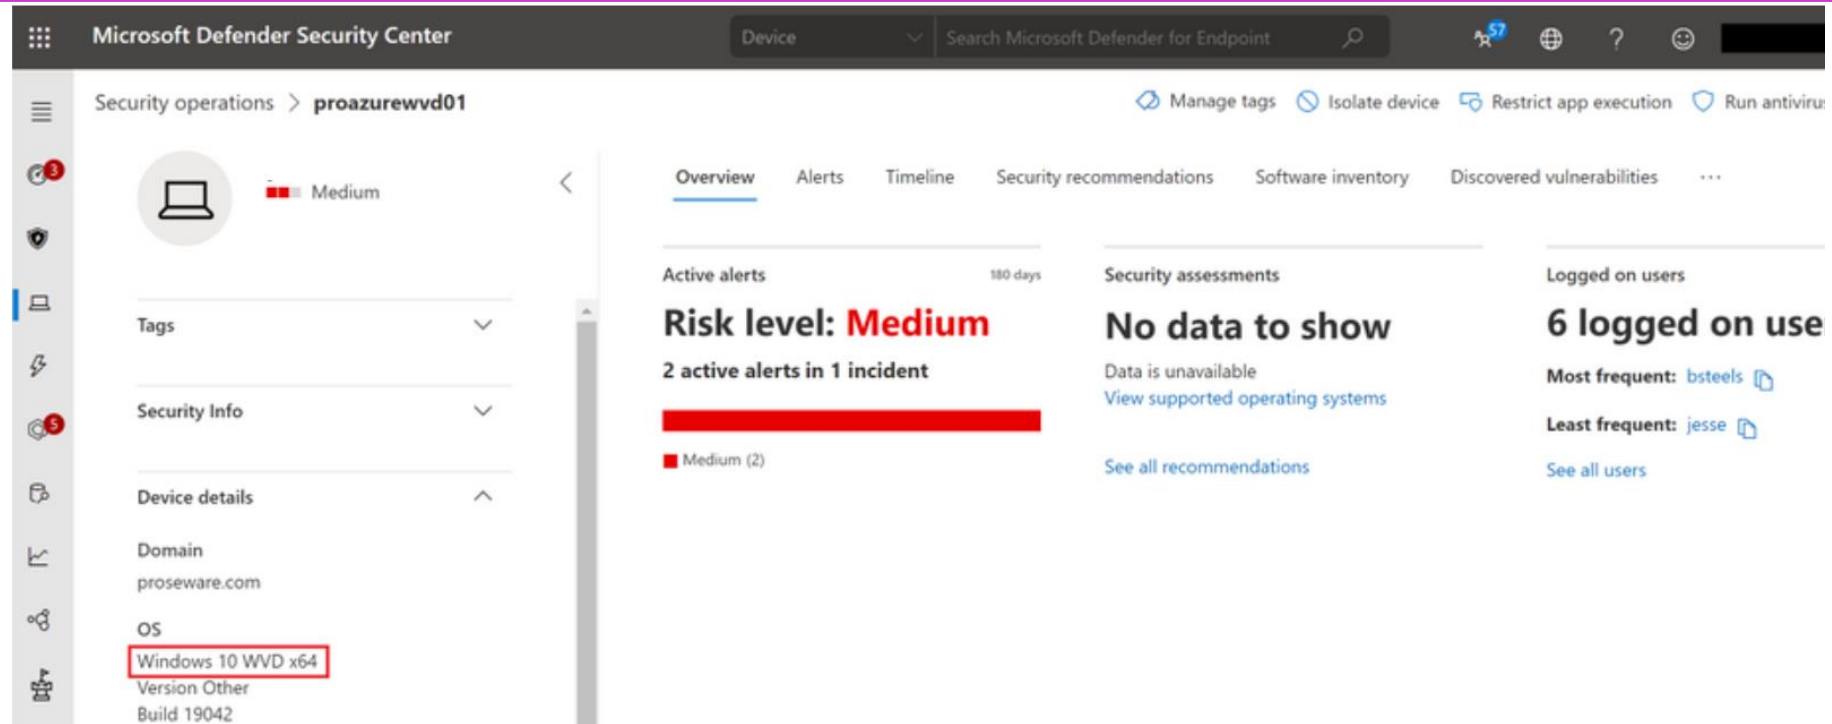 Microsoft Defender Security Center
Device
Search Microsoft Defender for Endpoint
57
Security operations > proazurewvd01
Manage tags
Isolate device
Restrict app execution
Run antivirus
3
5
Medium
Overview
Alerts
Timeline
Security recommendations
Software inventory
Discovered vulnerabilities
...
Tags
Security Info
Device details
Domain
proseware.com
OS
Windows 10 WVD x64
Version Other
Build 19042
Active alerts
180 days
Risk level: Medium
2 active alerts in 1 incident
Medium (2)
Security assessments
No data to show
Data is unavailable
View supported operating systems
See all recommendations
Logged on users
6 logged on use
Most frequent: bsteels
Least frequent: jesse
See all users